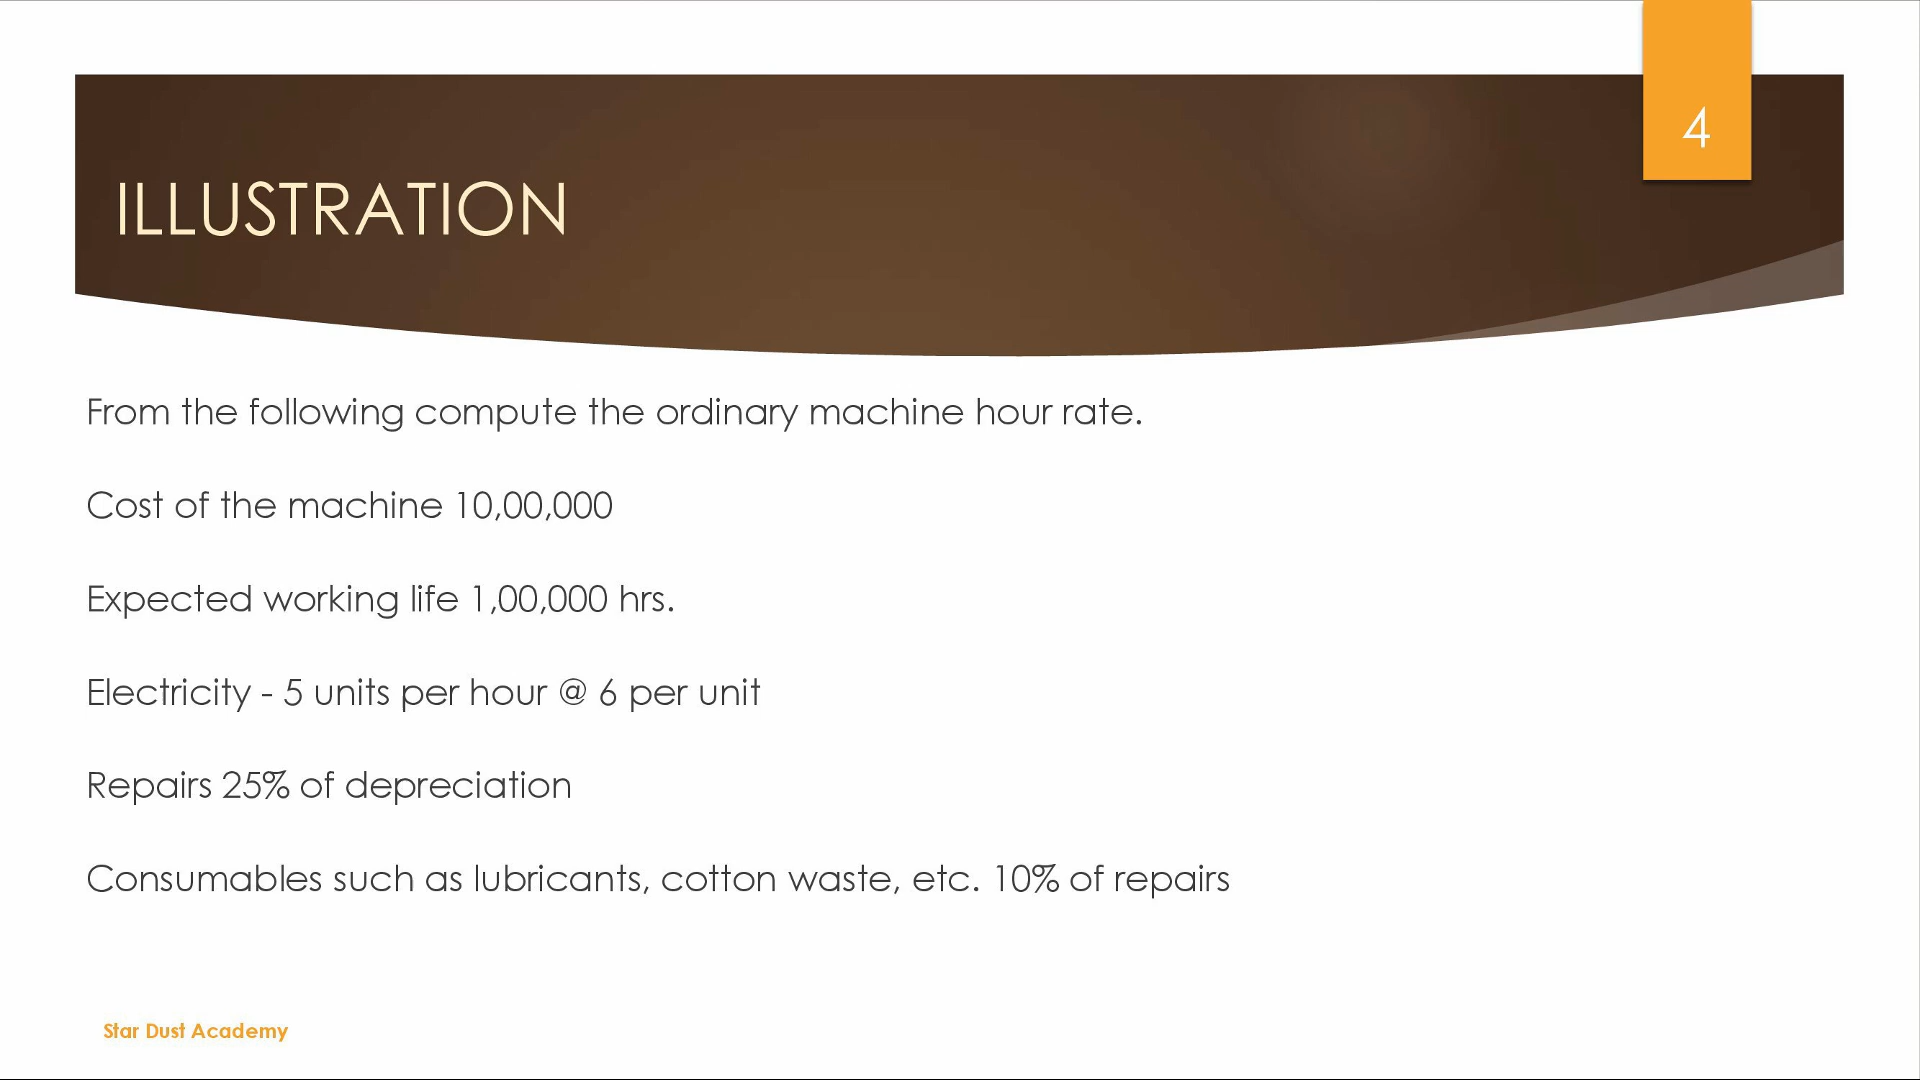 4
ILLUSTRATION
From the following compute the ordinary machine hour rate.
Cost of the machine 10,00,000
Expected working life 1,00,000 hrs.
Electricity - 5 units per hour @ 6 per unit
Repairs 25% of depreciation
Consumables such as lubricants, cotton waste, etc. 10% of repairs
Star Dust Academy